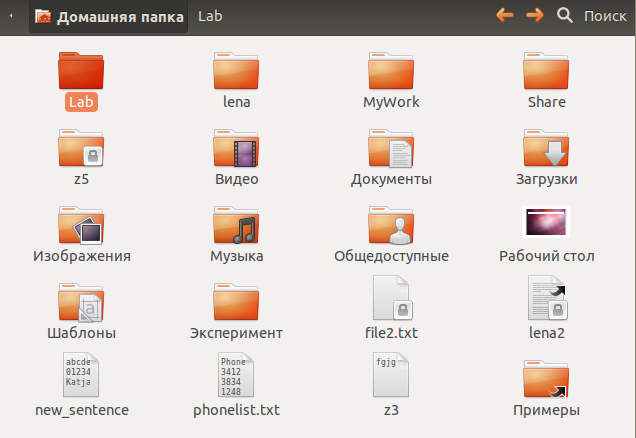 Домашняя папка Lab Поиск
Lab lena MyWork Share
z5 Видео Документы Загрузки
Изображения Музыка Общедоступные Рабочий стол
Шаблоны Эксперимент file2.txt lena2
abcde
01234
Katja
Phone
3412
3834
1248
fgjg
new_sentence phonelist.txt z3 Примеры